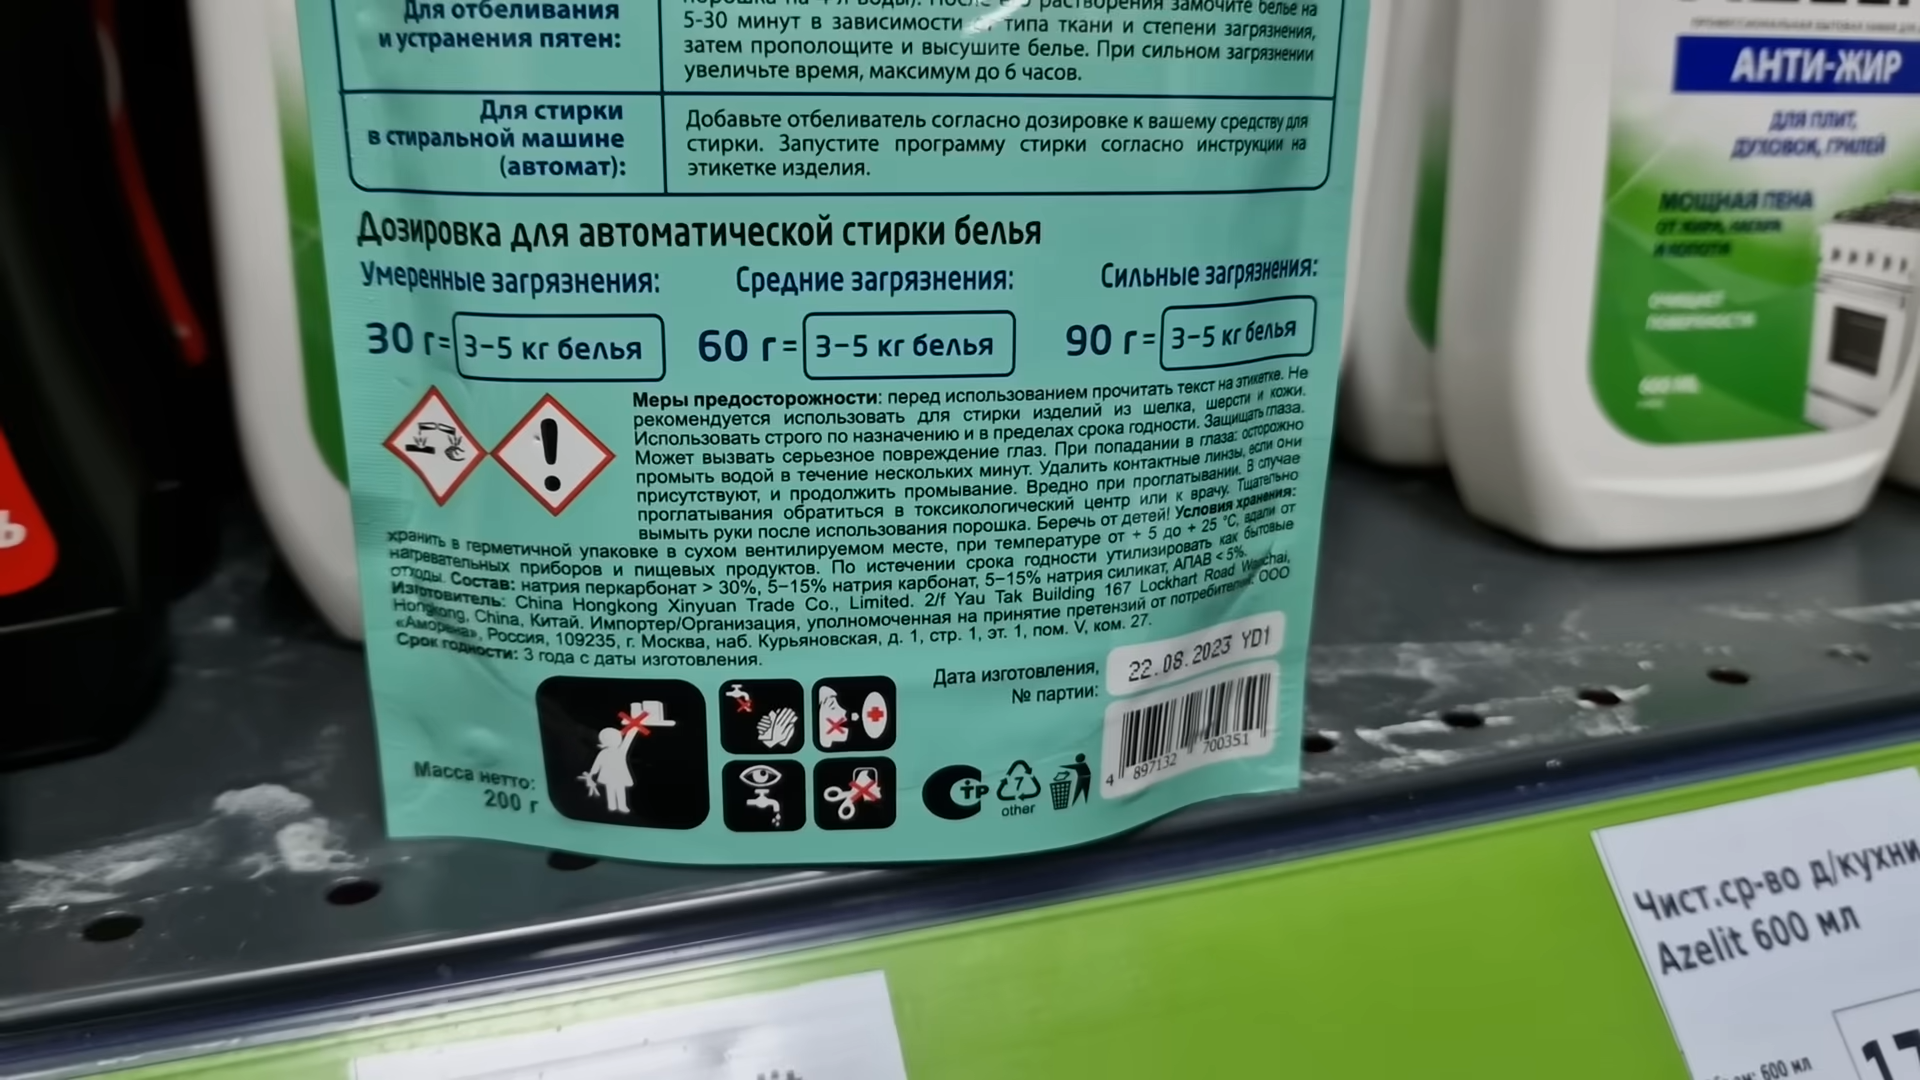 Для отбеливания
и устранения пятен:
5-30 минут в зависимости от типа ткани и степени загрязнения,
затем прополощите и высушите белье. При сильном загрязнении
увеличьте время, максимум до 6 часов.
Для стирки
в стиральной машине
(автомат):
Добавьте отбеливатель согласно дозировке к вашему средству для
стирки. Запустите программу стирки согласно инструкции на
этикетке изделия.
Дозировка для автоматической стирки белья
Умеренные загрязнения:
Средние загрязнения:
Сильные загрязнения:
30 г= 3-5 кг белья
60 г= 3-5 кг белья
90 г= 3-5 кг белья
Меры предосторожности: перед использованием прочитать текст на этикетке. Не
рекомендуется использовать для стирки изделий из шелка, шерсти и кожи.
Использовать строго по назначению и в пределах срока годности. Защищать глаза.
Может вызвать серьезное повреждение глаз. При попадании в глаза: осторожно
промыть водой в течение нескольких минут. Удалить контактные линзы, если они
присутствуют, и продолжить промывание. Вредно при проглатывании. В случае
проглатывания обратиться в токсикологический центр или к врачу. Тщательно
вымыть руки после использования порошка. Беречь от детей! Условия хранения:
хранить в герметичной упаковке в сухом вентилируемом месте, при температуре от + 5 до + 25 °C, вдали от
нагревательных приборов и пищевых продуктов. По истечении срока годности утилизировать как бытовые
отходы. Состав: натрия перкарбонат > 30%, 5-15% натрия карбонат, 5-15% натрия силикат, АПАВ < 5%.
Изготовитель: China Hongkong Xinyuan Trade Co., Limited. 2/f Yau Tak Building 167 Lockhart Road Wanchai,
Hongkong, China, Китай. Импортер/Организация, уполномоченная на принятие претензий от потребителей: ООО
«Аморена», Россия, 109235, г. Москва, наб. Курьяновская, д. 1, стр. 1, эт. 1, пом. V, ком. 27.
Срок годности: 3 года с даты изготовления.
Дата изготовления,
№ партии:
22.08.2023 YD1
Масса нетто:
200 г
СТР
7
other
4 897132 700351
АНТИ-ЖИР
ДЛЯ ПЛИТ,
ДУХОВОК, ГРИЛЕЙ
МОЩНАЯ ПЕНА
ОТ ЖИРА, НАГАРА
И КОПОТИ
ОЧИЩАЕТ
ПОВЕРХНОСТИ
600 ML
Чист.ср-во д/кухни
Azelit 600 мл
600 мл
17